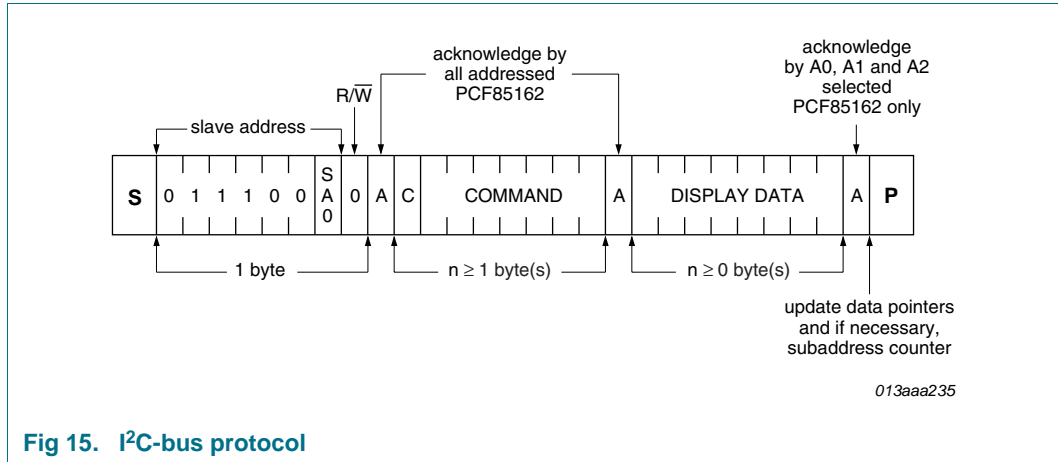 acknowledge by
all addressed
PCF85162
acknowledge
by A0, A1 and A2
selected
PCF85162 only
R/W̅
slave address
S 0 1 1 1 0 0 S A0 0 A C COMMAND A DISPLAY DATA A P
1 byte
n ≥ 1 byte(s)
n ≥ 0 byte(s)
update data pointers
and if necessary,
subaddress counter
013aaa235
Fig 15. I²C-bus protocol